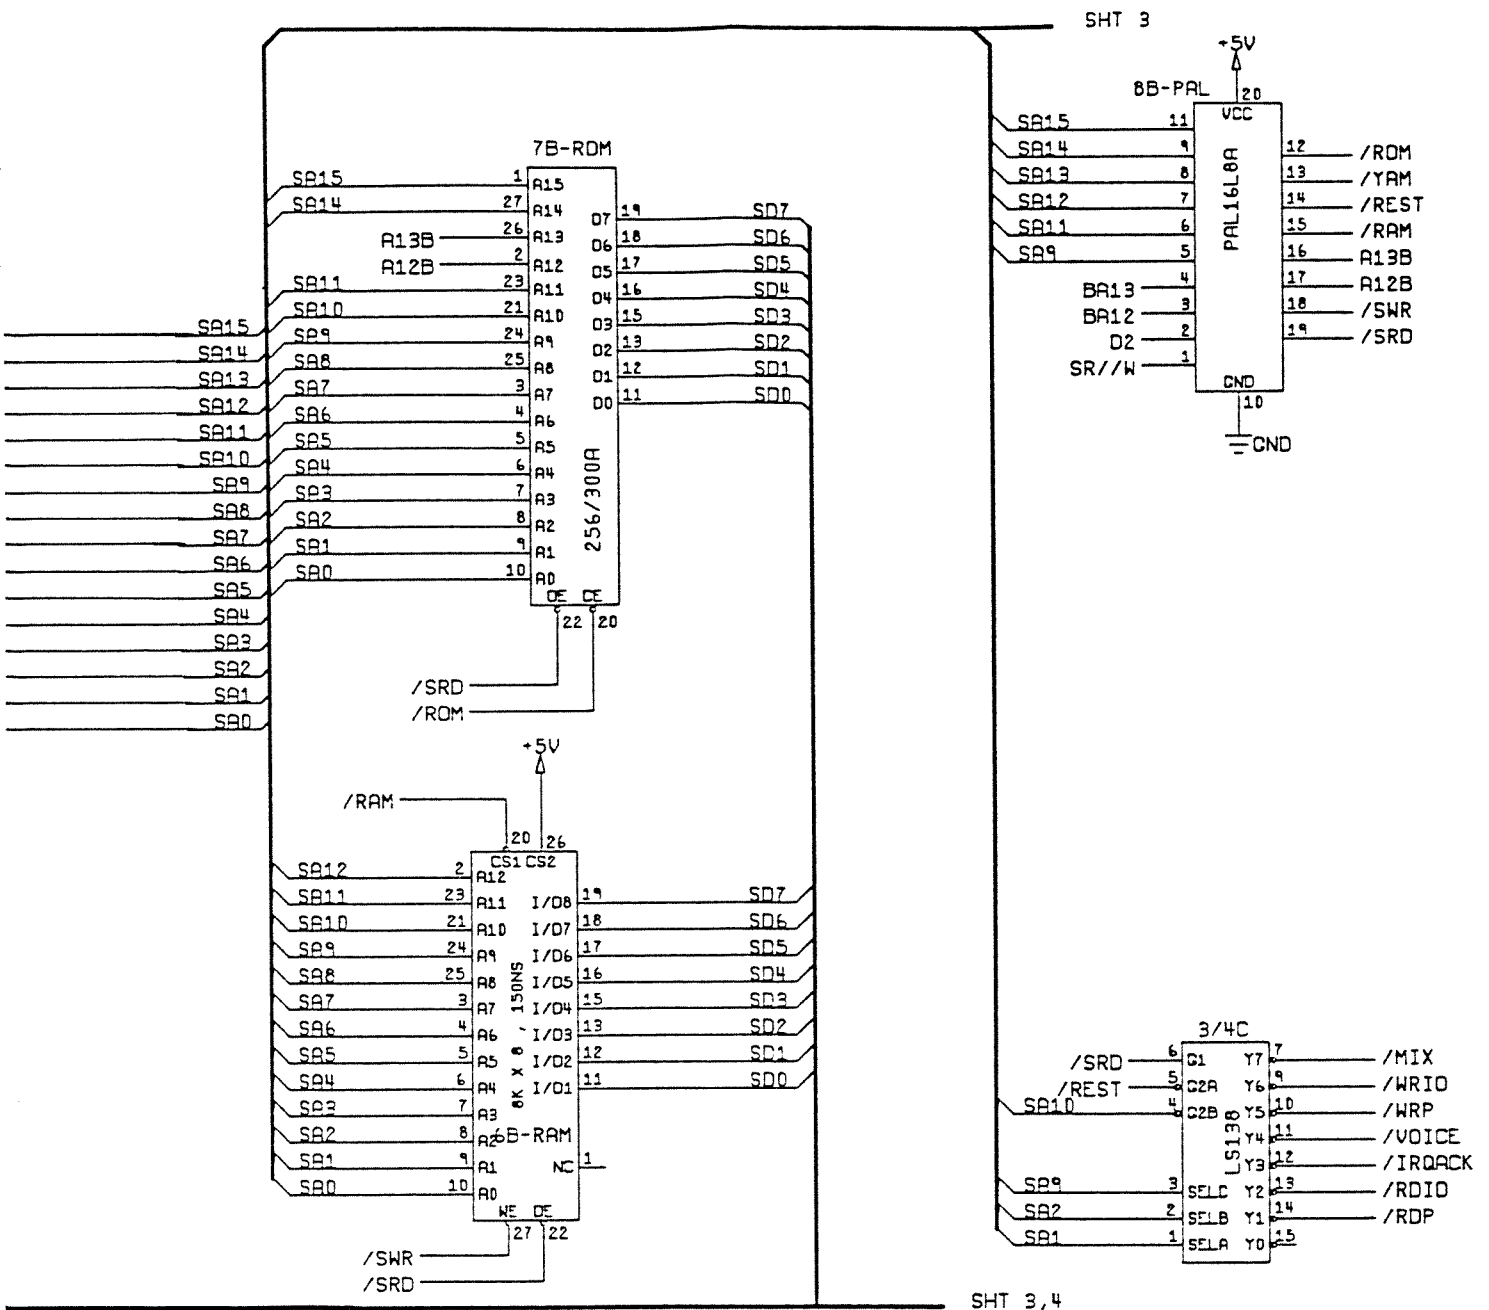 SHT 3
+5V
8B-PAL
20
VCC
SA15 11
SA14 9
SA13 8
SA12 7
SA11 6
SA9 5
BA13 4
BA12 3
D2 2
SR//W 1
PAL16L8A
12 /ROM
13 /YAM
14 /REST
15 /RAM
16 A13B
17 A12B
18 /SWR
19 /SRD
GND
10
GND
7B-ROM
SA15 1 A15
SA14 27 A14
A13B 26 A13
A12B 2 A12
SA11 23 A11
SA10 21 A10
SA9 24 A9
SA8 25 A8
SA7 3 A7
SA6 4 A6
SA5 5 A5
SA4 6 A4
SA3 7 A3
SA2 8 A2
SA1 9 A1
SA0 10 A0
D7 19 SD7
D6 18 SD6
D5 17 SD5
D4 16 SD4
D3 15 SD3
D2 13 SD2
D1 12 SD1
D0 11 SD0
256/300A
OE CE
22 20
/SRD
/ROM
SA15
SA14
SA13
SA12
SA11
SA10
SA9
SA8
SA7
SA6
SA5
SA4
SA3
SA2
SA1
SA0
+5V
/RAM
20 26
CS1 CS2
SA12 2 A12
SA11 23 A11
SA10 21 A10
SA9 24 A9
SA8 25 A8
SA7 3 A7
SA6 4 A6
SA5 5 A5
SA4 6 A4
SA3 7 A3
SA2 8 A2
SA1 9 A1
SA0 10 A0
8K X 8, 150NS
6B-RAM
I/O8 19 SD7
I/O7 18 SD6
I/O6 17 SD5
I/O5 16 SD4
I/O4 15 SD3
I/O3 13 SD2
I/O2 12 SD1
I/O1 11 SD0
NC 1
WE OE
27 22
/SWR
/SRD
3/4C
/SRD 6 G1
/REST 5 G2A
SA10 4 G2B
SA9 3 SELC
SA2 2 SELB
SA1 1 SELA
LS138
Y7 7 /MIX
Y6 9 /WRIO
Y5 10 /WRP
Y4 11 /VOICE
Y3 12 /IRQACK
Y2 13 /RDIO
Y1 14 /RDP
Y0 15
SHT 3,4